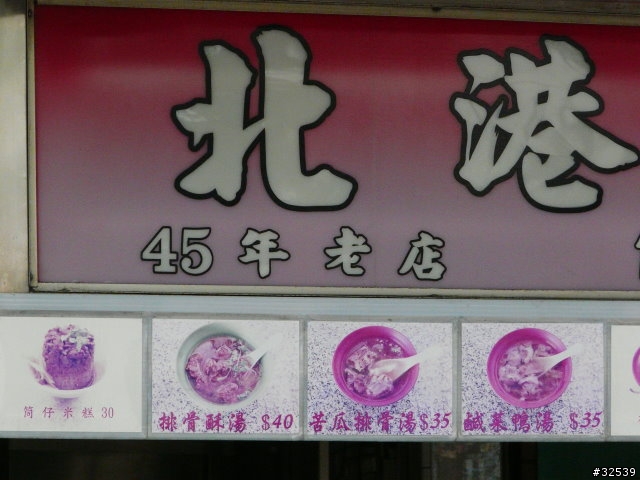 北港
45年老店
筒仔米糕 30
排骨酥湯 $40
苦瓜排骨湯 $35
鹹菜鴨湯 $35
#32539